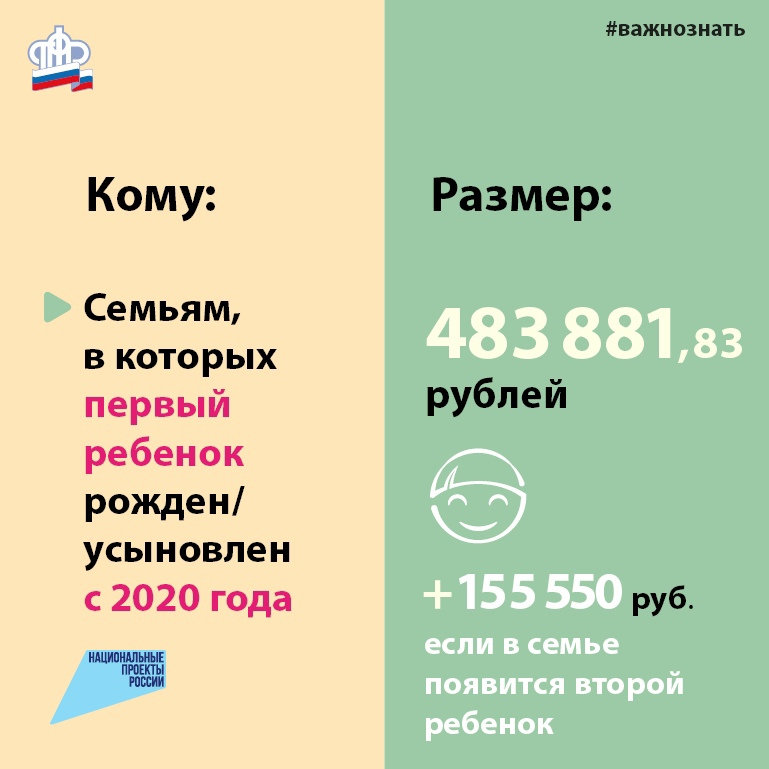 #важнознать
Кому:
Семьям,
в которых
первый
ребенок
рожден/
усыновлен
с 2020 года
НАЦИОНАЛЬНЫЕ
ПРОЕКТЫ
РОССИИ
Размер:
483 881,83
рублей
+155 550 руб.
если в семье
появится второй
ребенок